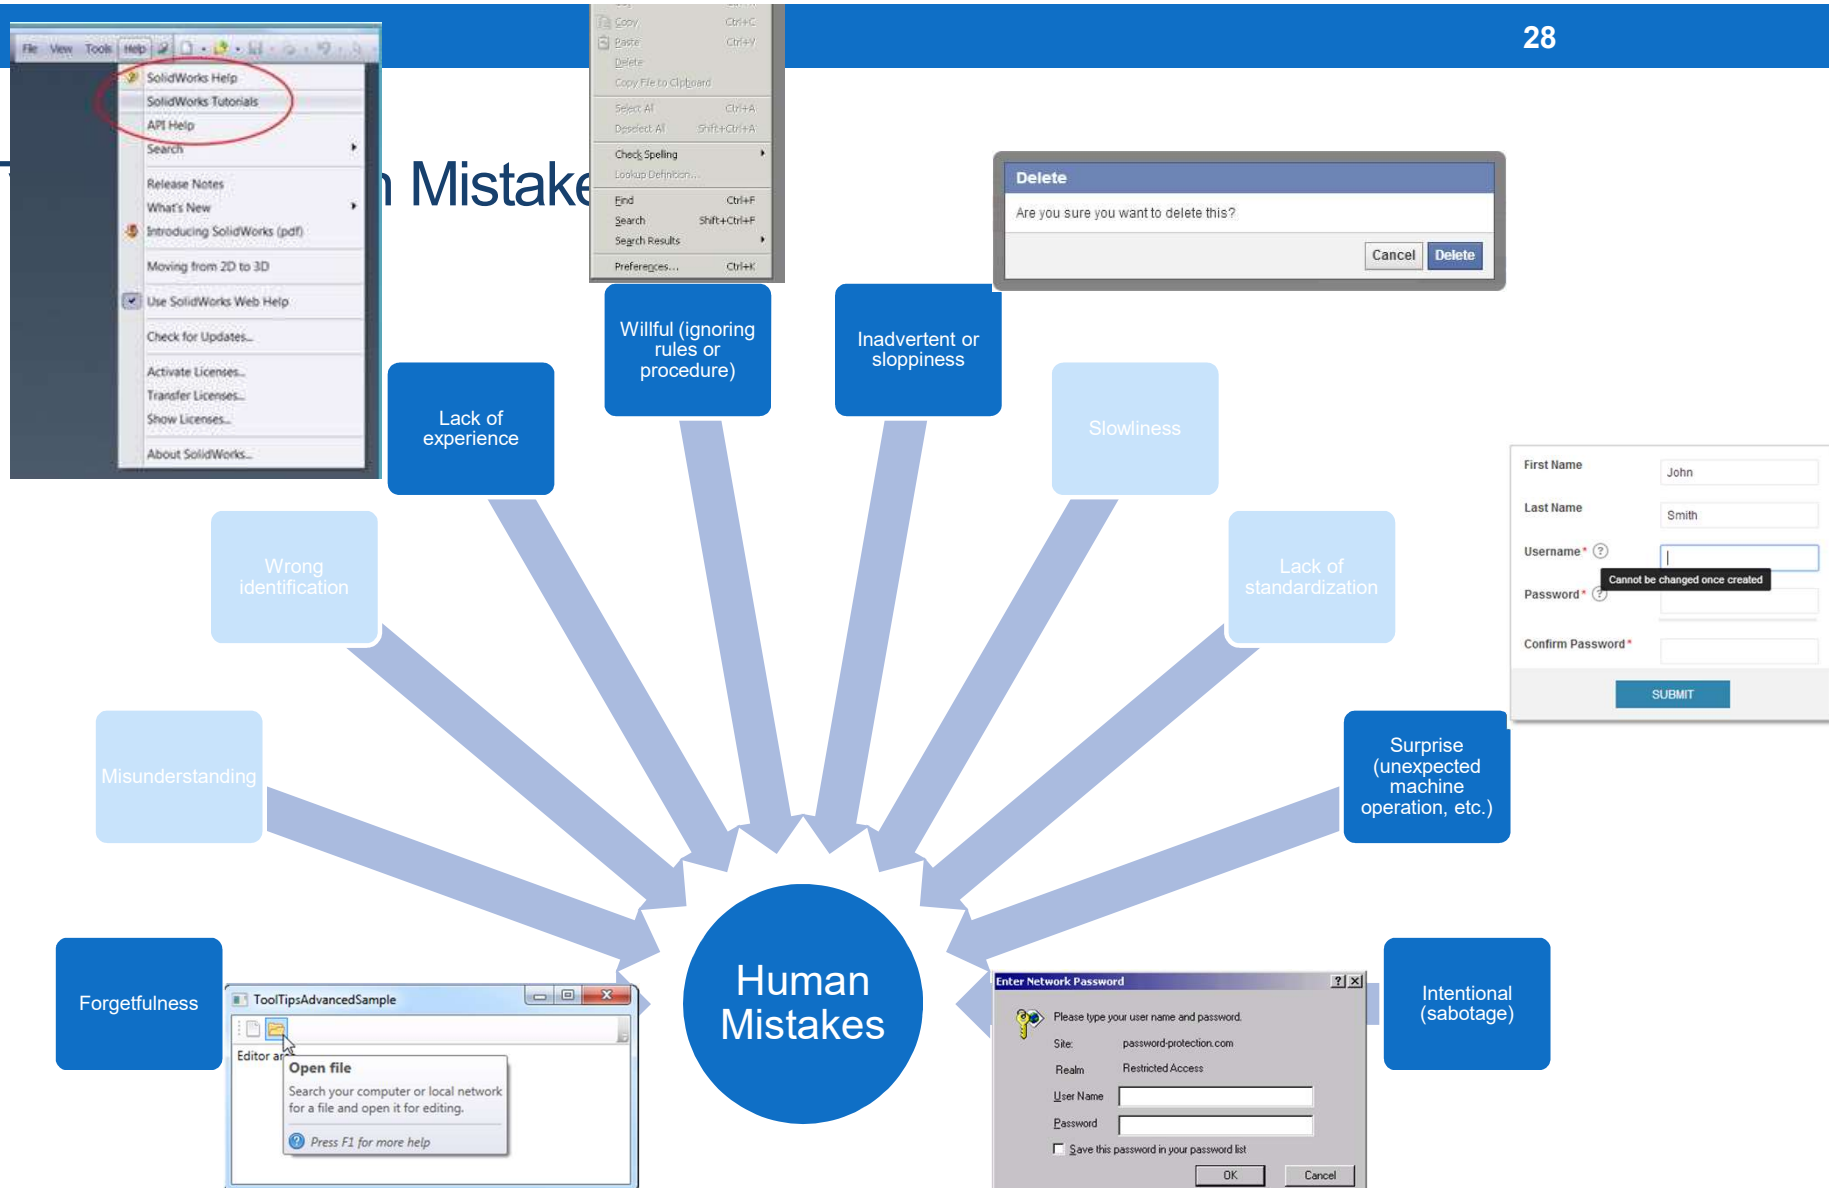 28
File View Tools Help
SolidWorks Help
SolidWorks Tutorials
API Help
Search
Release Notes
What's New
Introducing SolidWorks (pdf)
Moving from 2D to 3D
Use SolidWorks Web Help
Check for Updates...
Activate Licenses...
Transfer Licenses...
Show Licenses...
About SolidWorks...
Copy Ctrl+C
Paste Ctrl+V
Delete
Copy File to Clipboard
Select All Ctrl+A
Deselect All Shift+Ctrl+A
Check Spelling
Lookup Definition...
Find Ctrl+F
Search Shift+Ctrl+F
Search Results
Preferences... Ctrl+K
n Mistake
Delete
Are you sure you want to delete this?
Cancel Delete
Willful (ignoring
rules or
procedure)
Inadvertent or
sloppiness
Lack of
experience
Slowliness
Wrong
identification
Lack of
standardization
First Name John
Last Name Smith
Username * ?
Cannot be changed once created
Password * ?
Confirm Password *
SUBMIT
Misunderstanding
Surprise
(unexpected
machine
operation, etc.)
Forgetfulness
ToolTipsAdvancedSample
Editor ar
Open file
Search your computer or local network
for a file and open it for editing.
Press F1 for more help
Human
Mistakes
Enter Network Password
Please type your user name and password.
Site: password-protection.com
Realm Restricted Access
User Name
Password
Save this password in your password list
OK Cancel
Intentional
(sabotage)